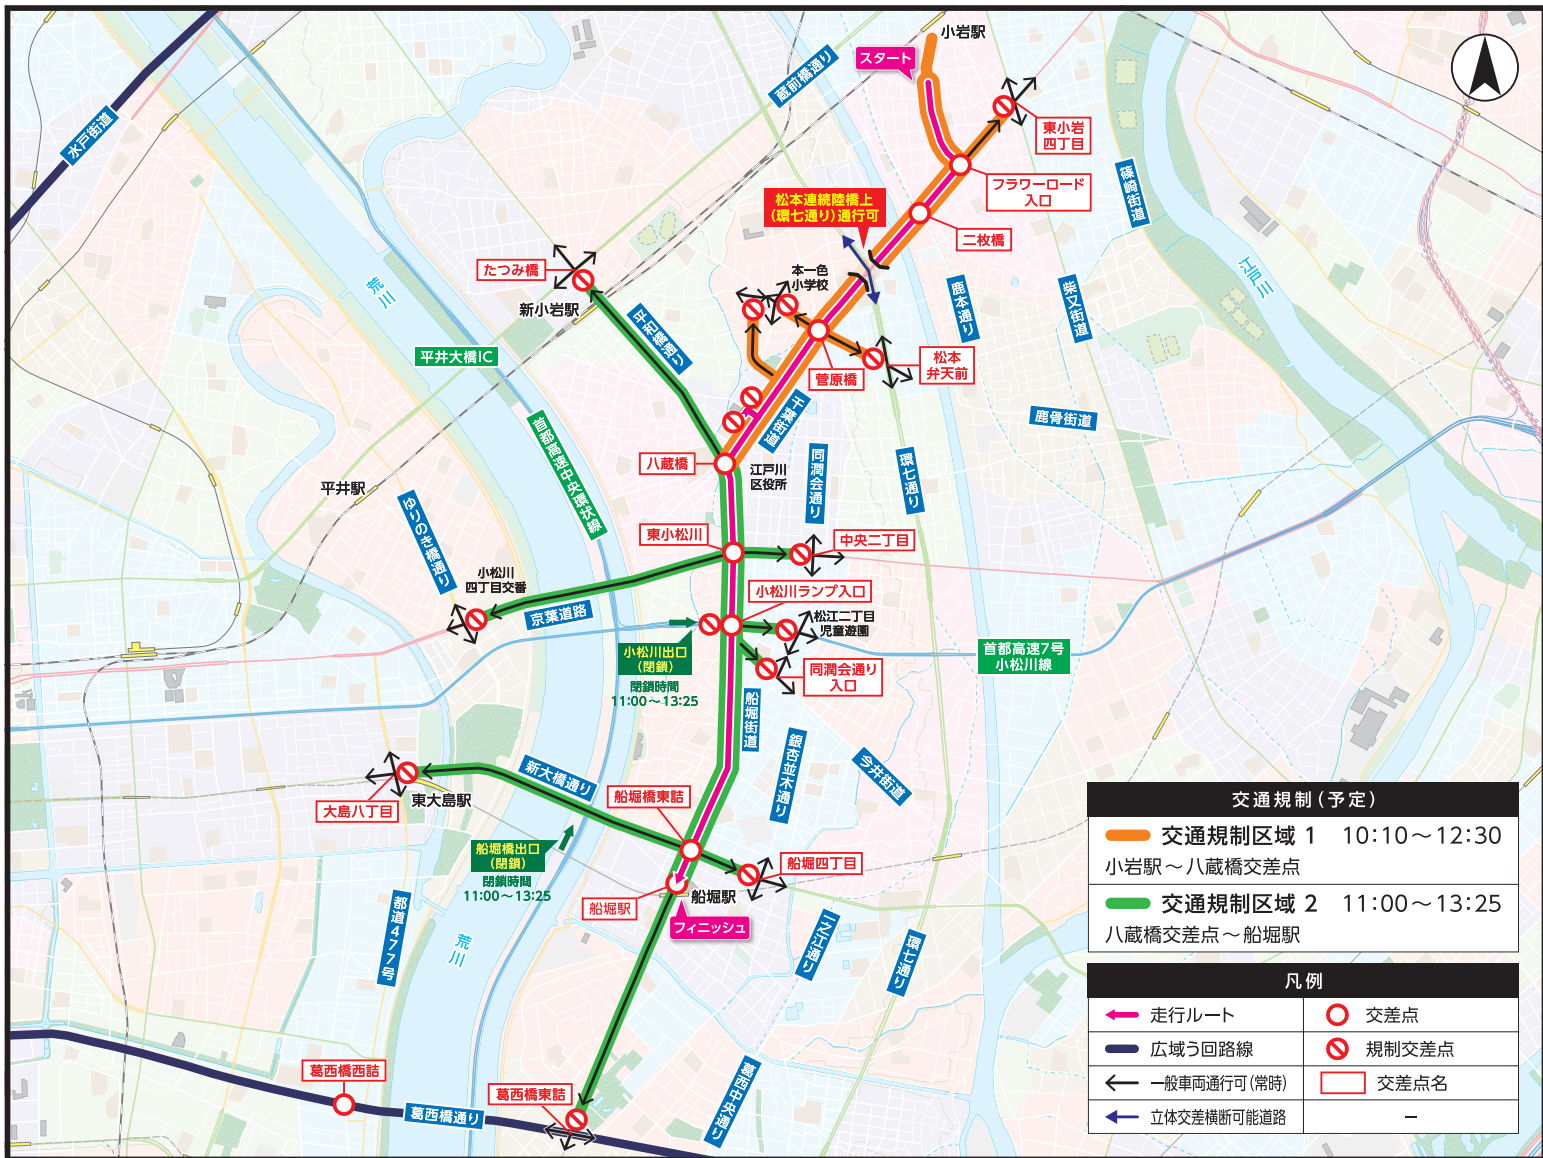 小岩駅
スタート
蔵前橋通り
水戸街道
東小岩
四丁目
フラワーロード
入口
篠崎街道
松本連続陸橋上
(環七通り)通行可
二枚橋
たつみ橋
本一色
小学校
江戸川
荒川
新小岩駅
平和橋通り
鹿本通り
柴又街道
平井大橋IC
松本
弁天前
菅原橋
千葉街道
鹿骨街道
首都高速中央環状線
八蔵橋
江戸川
区役所
同潤会通り
環七通り
平井駅
ゆりのき橋通り
東小松川
中央二丁目
小松川
四丁目交番
京葉道路
小松川ランプ入口
松江二丁目
児童遊園
小松川出口
(閉鎖)
閉鎖時間
11:00～13:25
首都高速7号
小松川線
同潤会通り
入口
船堀街道
銀杏並木通り
今井街道
新大橋通り
東大島駅
大島八丁目
船堀橋東詰
船堀橋出口
(閉鎖)
閉鎖時間
11:00～13:25
船堀四丁目
船堀駅
船堀駅
フィニッシュ
都道477号
荒川
一之江通り
環七通り
葛西橋西詰
葛西橋通り
葛西橋東詰
葛西中央通り
交通規制(予定)
交通規制区域 1 10:10～12:30
小岩駅～八蔵橋交差点
交通規制区域 2 11:00～13:25
八蔵橋交差点～船堀駅
凡例
走行ルート
交差点
広域う回路線
規制交差点
一般車両通行可(常時)
交差点名
立体交差横断可能道路
－